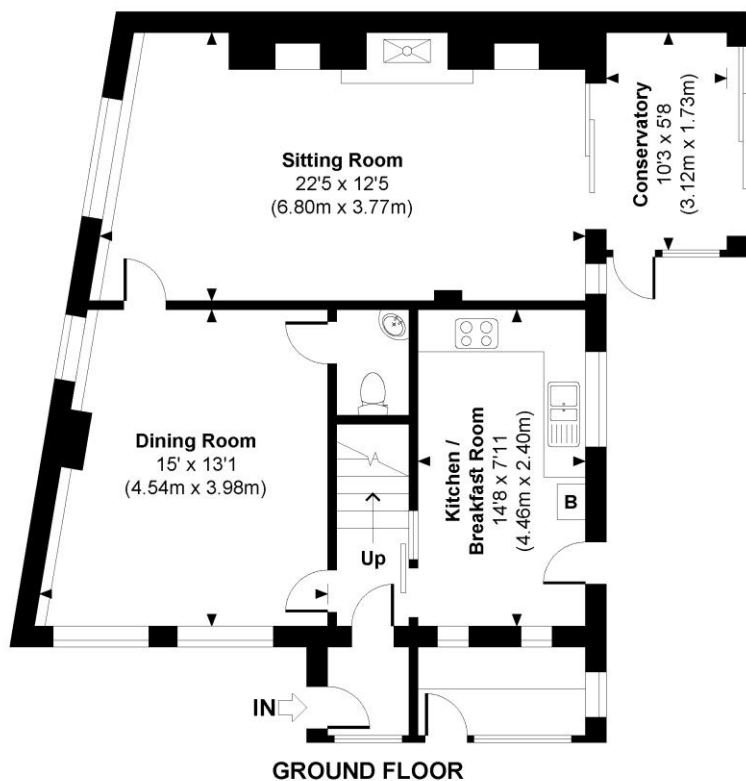 Sitting Room
22'5 x 12'5
(6.80m x 3.77m)
Conservatory
10'3 x 5'8
(3.12m x 1.73m)
Dining Room
15' x 13'1
(4.54m x 3.98m)
Kitchen /
Breakfast Room
14'8 x 7'11
(4.46m x 2.40m)
B
Up
IN
GROUND FLOOR